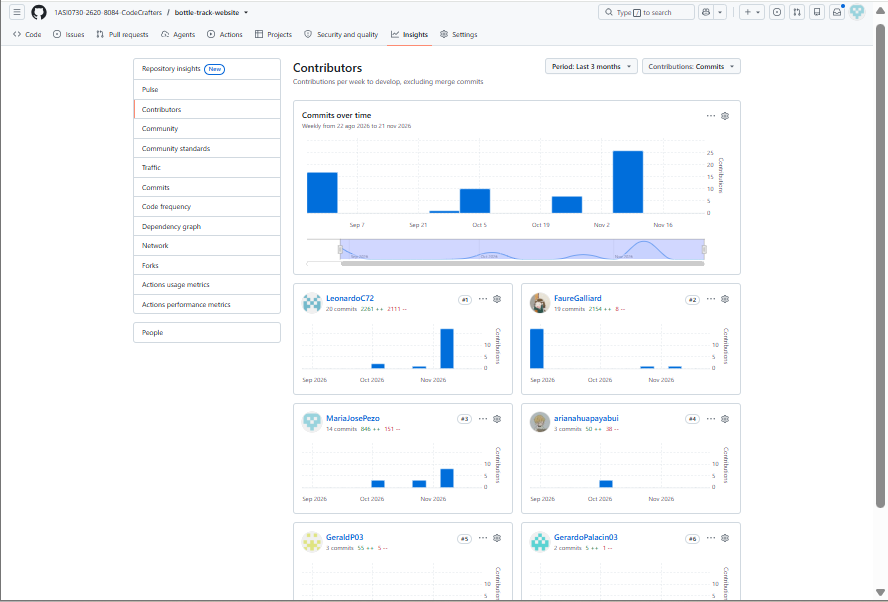 1ASI0730-2620-8084-CodeCrafters / bottle-track-website
Type / to search
Code Issues Pull requests Agents Actions Projects Security and quality Insights Settings
Repository insights New
Pulse
Contributors
Community
Community standards
Traffic
Commits
Code frequency
Dependency graph
Network
Forks
Actions usage metrics
Actions performance metrics
People
Contributors
Contributions per week to develop, excluding merge commits
Period: Last 3 months
Contributions: Commits
Commits over time
Weekly from 22 ago 2026 to 21 nov 2026
25
20
15
10
5
0
Contributions
Sep 7 Sep 21 Oct 5 Oct 19 Nov 2 Nov 16
Sep 2026 Oct 2026 Nov 2026
LeonardoC72 #1
20 commits 2261 ++ 2111 --
10
5
0
Contributions
Sep 2026 Oct 2026 Nov 2026
FaureGalliard #2
19 commits 2154 ++ 8 --
10
5
0
Contributions
Sep 2026 Oct 2026 Nov 2026
MariaJosePezo #3
14 commits 846 ++ 151 --
10
5
0
Contributions
Sep 2026 Oct 2026 Nov 2026
arianahuapayabui #4
3 commits 50 ++ 38 --
10
5
0
Contributions
Sep 2026 Oct 2026 Nov 2026
GeraldP03 #5
3 commits 55 ++ 5 --
10
5
Contributions
GerardoPalacin03 #6
2 commits 5 ++ 1 --
10
5
Contributions